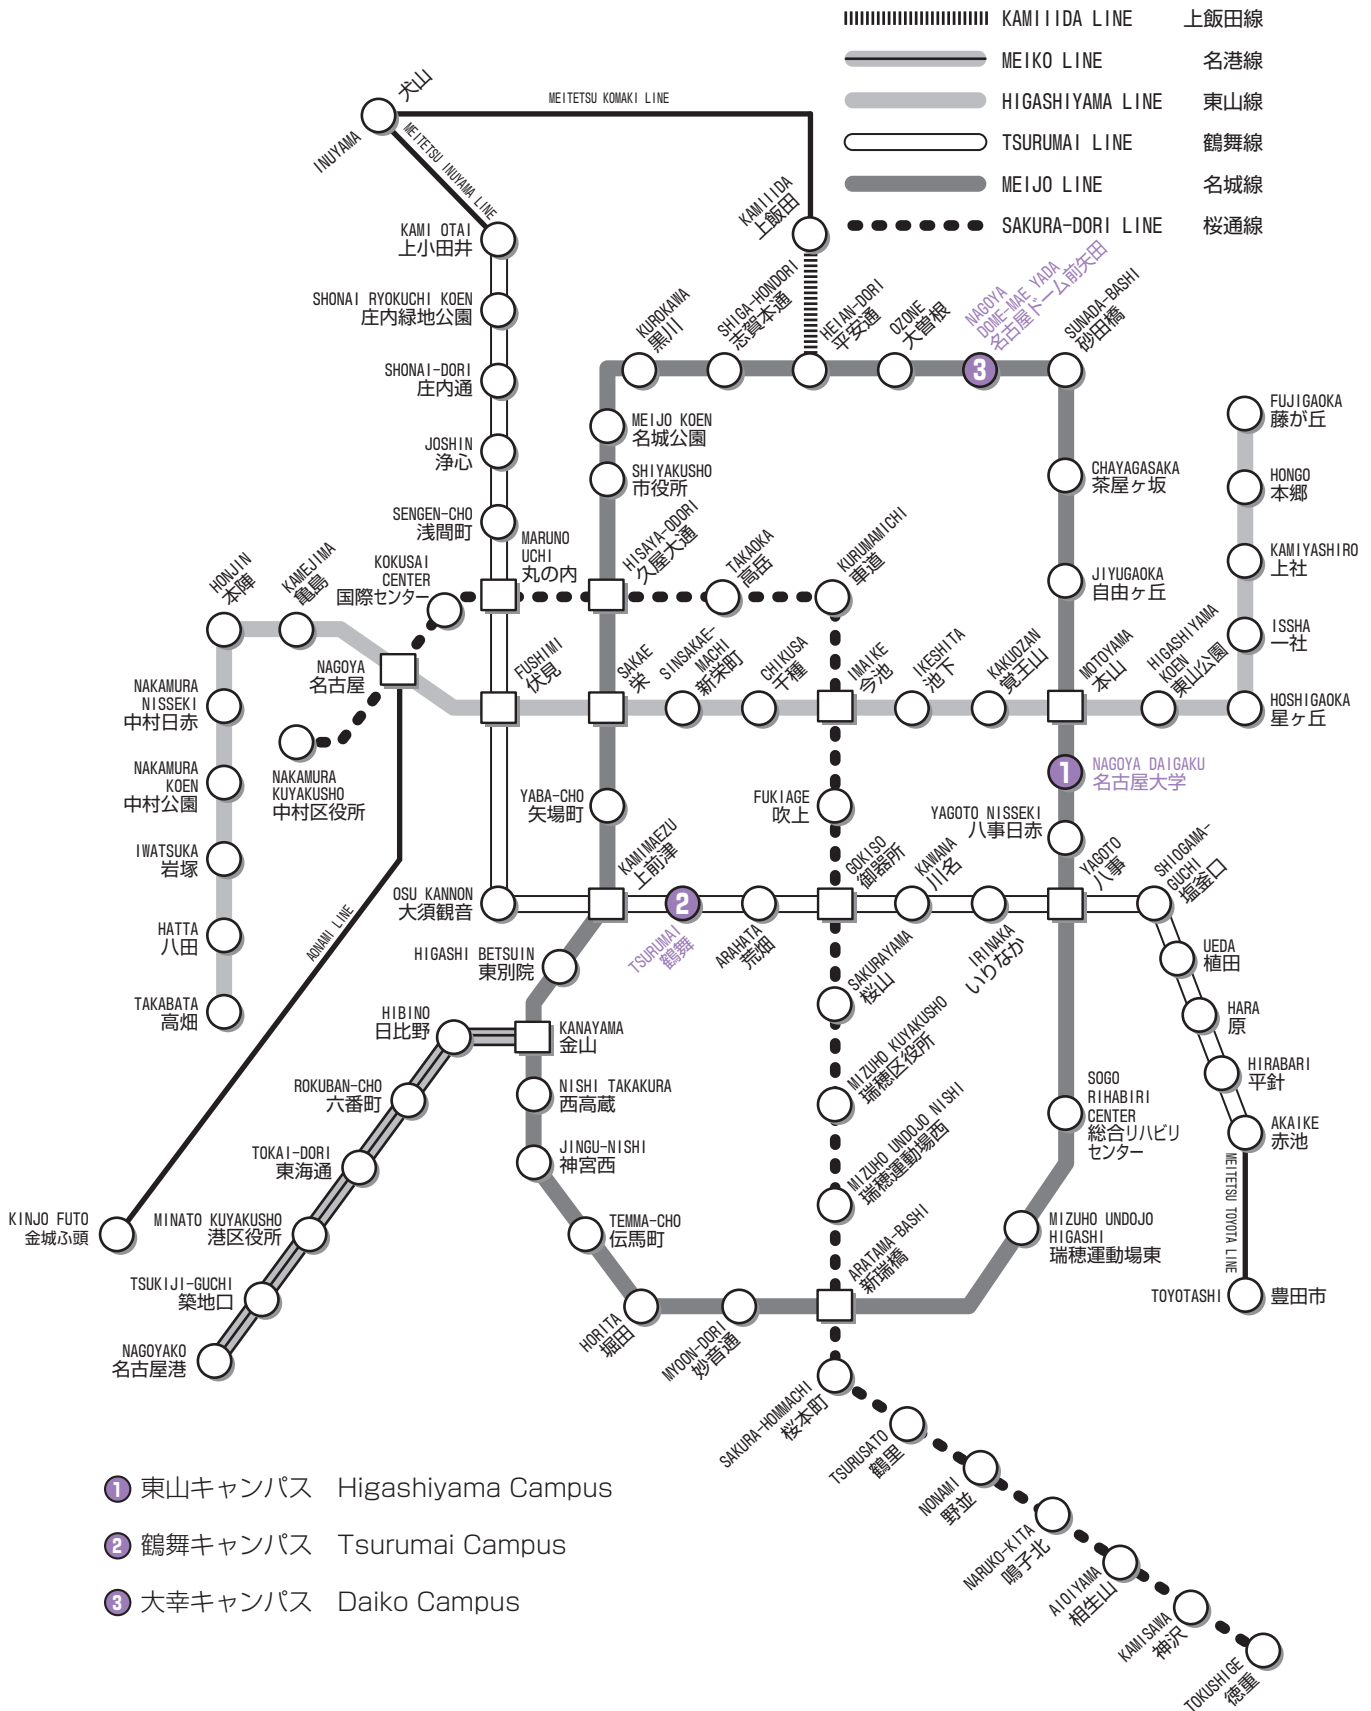 KAMIIIDA LINE 上飯田線
MEIKO LINE 名港線
HIGASHIYAMA LINE 東山線
TSURUMAI LINE 鶴舞線
MEIJO LINE 名城線
SAKURA-DORI LINE 桜通線
犬山
INUYAMA
MEITETSU KOMAKI LINE
MEITETSU INUYAMA LINE
KAMIIIDA
上飯田
KAMI OTAI
上小田井
SHONAI RYOKUCHI KOEN
庄内緑地公園
SHONAI-DORI
庄内通
JOSHIN
浄心
SENGEN-CHO
浅間町
KUROKAWA
黒川
SHIGA-HONDORI
志賀本通
HEIAN-DORI
平安通
OZONE
大曽根
NAGOYA
DOME-MAE YADA
名古屋ドーム前矢田
3
SUNADA-BASHI
砂田橋
MEIJO KOEN
名城公園
SHIYAKUSHO
市役所
CHAYAGASAKA
茶屋ヶ坂
JIYUGAOKA
自由ヶ丘
FUJIGAOKA
藤が丘
HONGO
本郷
KAMIYASHIRO
上社
ISSHA
一社
HOSHIGAOKA
星ヶ丘
HONJIN
本陣
KAMEJIMA
亀島
KOKUSAI
CENTER
国際センター
MARUNO
UCHI
丸の内
HISAYA-ODORI
久屋大通
TAKAOKA
高岳
KURUMAMICHI
車道
NAGOYA
名古屋
FUSHIMI
伏見
SAKAE
栄
SINSAKAE-
MACHI
新栄町
CHIKUSA
千種
IMAIKE
今池
IKESHITA
池下
KAKUOZAN
覚王山
MOTOYAMA
本山
HIGASHIYAMA
KOEN
東山公園
NAKAMURA
NISSEKI
中村日赤
NAKAMURA
KOEN
中村公園
NAKAMURA
KUYAKUSHO
中村区役所
IWATSUKA
岩塚
HATTA
八田
TAKABATA
高畑
AONAMI LINE
YABA-CHO
矢場町
FUKIAGE
吹上
1
NAGOYA DAIGAKU
名古屋大学
YAGOTO NISSEKI
八事日赤
OSU KANNON
大須観音
KAMIMAEZU
上前津
2
TSURUMAI
鶴舞
ARAHATA
荒畑
GOKISO
御器所
KAWANA
川名
IRINAKA
いりなか
YAGOTO
八事
SHIOGAMA-
GUCHI
塩釜口
UEDA
植田
HARA
原
HIRABARI
平針
AKAIKE
赤池
MEITETSU TOYOTA LINE
TOYOTASHI 豊田市
HIGASHI BETSUIN
東別院
HIBINO
日比野
KANAYAMA
金山
ROKUBAN-CHO
六番町
TOKAI-DORI
東海通
MINATO KUYAKUSHO
港区役所
TSUKIJI-GUCHI
築地口
NAGOYAKO
名古屋港
KINJO FUTO
金城ふ頭
NISHI TAKAKURA
西高蔵
JINGU-NISHI
神宮西
TEMMA-CHO
伝馬町
HORITA
堀田
MYOON-DORI
妙音通
SAKURAYAMA
桜山
MIZUHO KUYAKUSHO
瑞穂区役所
MIZUHO UNDOJO NISHI
瑞穂運動場西
ARATAMA-BASHI
新瑞橋
SOGO
RIHABIRI
CENTER
総合リハビリ
センター
MIZUHO UNDOJO
HIGASHI
瑞穂運動場東
SAKURA-HOMMACHI
桜本町
TSURUSATO
鶴里
NONAMI
野並
NARUKO-KITA
鳴子北
AIOIYAMA
相生山
KAMISAWA
神沢
TOKUSHIGE
徳重
1 東山キャンパス Higashiyama Campus
2 鶴舞キャンパス Tsurumai Campus
3 大幸キャンパス Daiko Campus